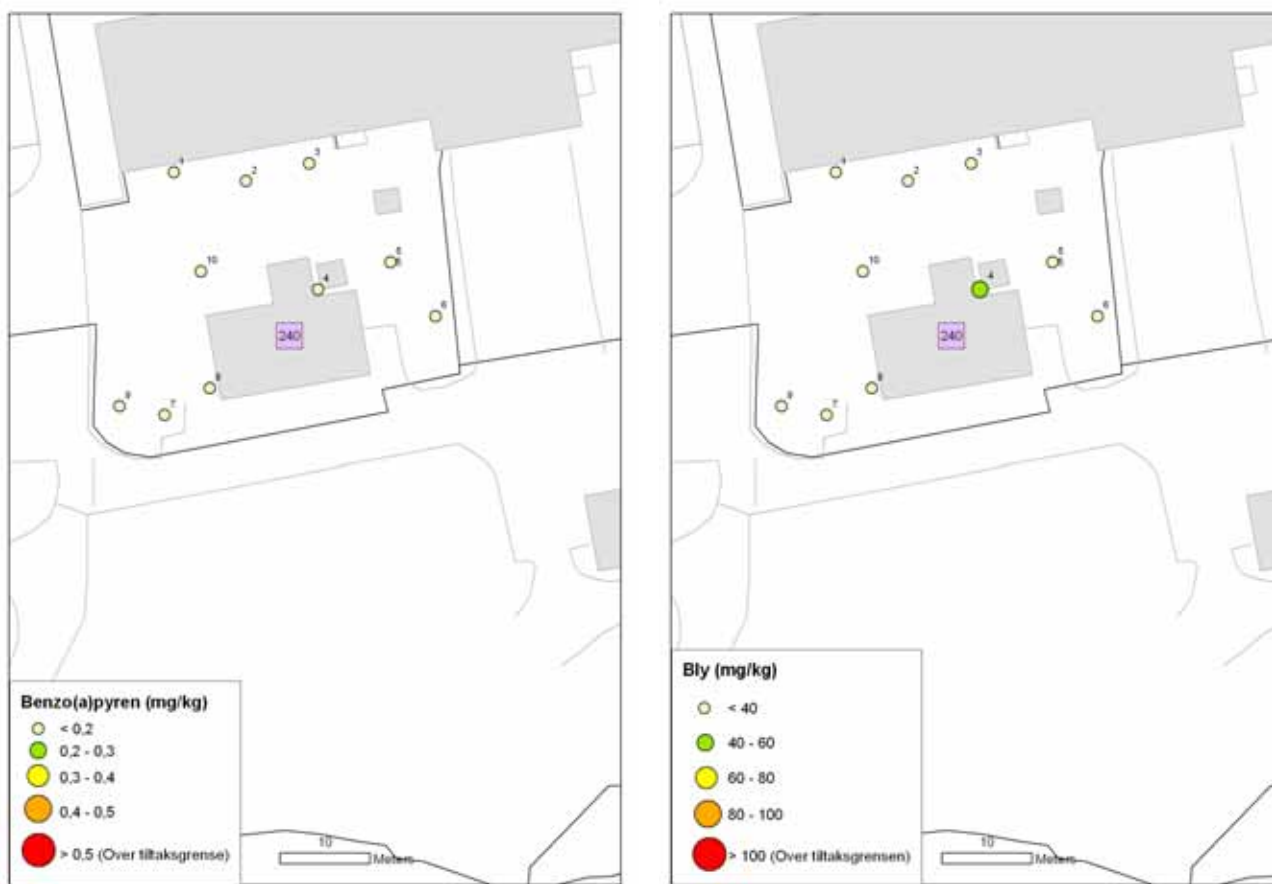 1
2
3
10
5
5
4
6
240
8
9
7
Benzo(a)pyren (mg/kg)
< 0,2
0,2 - 0,3
0,3 - 0,4
0,4 - 0,5
> 0,5 (Over tiltaksgrense)
10
Meters
3
2
10
4
240
9
7
Bly (mg/kg)
< 40
40 - 60
60 - 80
80 - 100
> 100 (Over tiltaksgrensen)
10
Meters